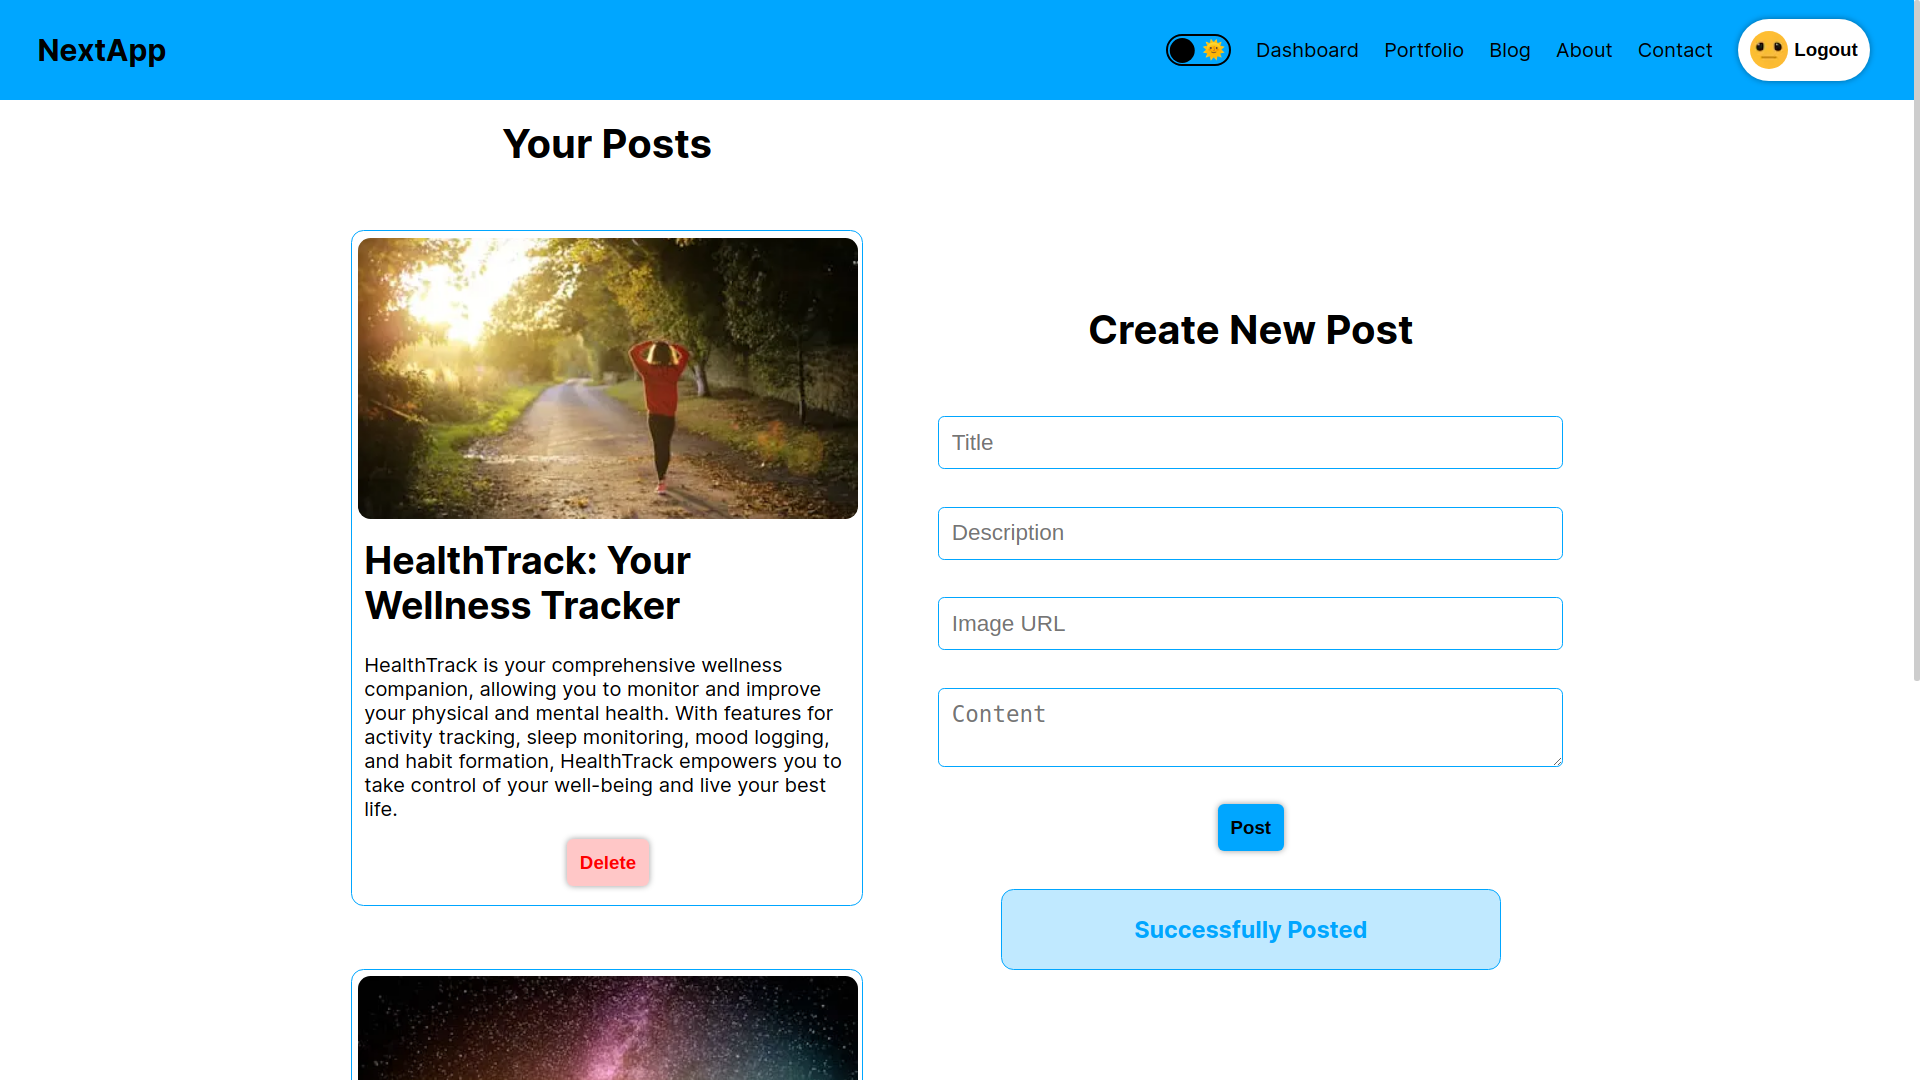 NextApp
Dashboard
Portfolio
Blog
About
Contact
Logout
Your Posts
HealthTrack: Your
Wellness Tracker
HealthTrack is your comprehensive wellness
companion, allowing you to monitor and improve
your physical and mental health. With features for
activity tracking, sleep monitoring, mood logging,
and habit formation, HealthTrack empowers you to
take control of your well-being and live your best
life.
Delete
Create New Post
Title
Description
Image URL
Content
Post
Successfully Posted